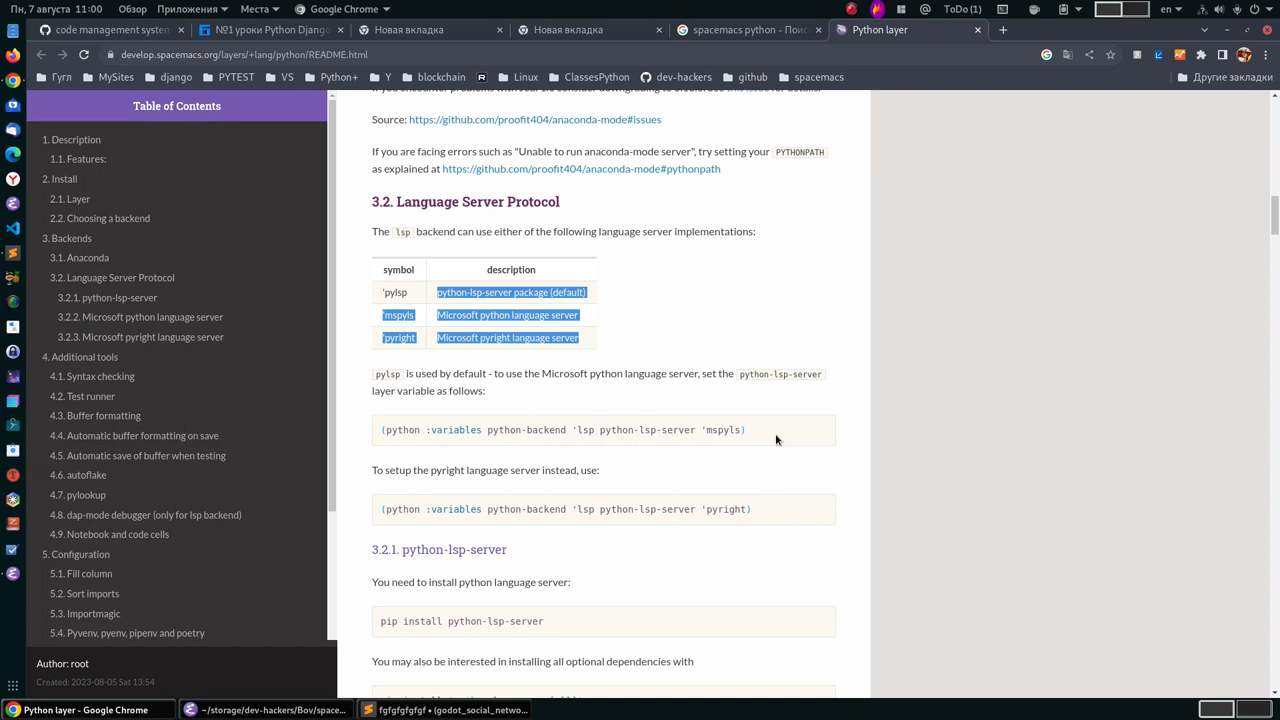 Пн, 7 августа 11:00 Приложения Места Google Chrome ToDo (1) en
code management system №1 уроки Python Django Новая вкладка Новая вкладка spacemacs python - Поис Python layer
develop.spacemacs.org/layers/+lang/python/README.html
Гугл MySites django PYTEST VS Python+ Y blockchain Linux ClassesPython dev-hackers github spacemacs Другие закладки
Table of Contents
1. Description
1.1. Features:
2. Install
2.1. Layer
2.2. Choosing a backend
3. Backends
3.1. Anaconda
3.2. Language Server Protocol
3.2.1. python-lsp-server
3.2.2. Microsoft python language server
3.2.3. Microsoft pyright language server
4. Additional tools
4.1. Syntax checking
4.2. Test runner
4.3. Buffer formatting
4.4. Automatic buffer formatting on save
4.5. Automatic save of buffer when testing
4.6. autoflake
4.7. pylookup
4.8. dap-mode debugger (only for lsp backend)
4.9. Notebook and code cells
5. Configuration
5.1. Fill column
5.2. Sort imports
5.3. Importmagic
5.4. Pyvenv, pyenv, pipenv and poetry
Author: root
Created: 2023-08-05 Sat 13:54
Source: https://github.com/proofit404/anaconda-mode#issues
If you are facing errors such as "Unable to run anaconda-mode server", try setting your PYTHONPATH
as explained at https://github.com/proofit404/anaconda-mode#pythonpath
3.2. Language Server Protocol
The lsp backend can use either of the following language server implementations:
symbol description
'pylsp python-lsp-server package (default)
'mspyls Microsoft python language server
'pyright Microsoft pyright language server
pylsp is used by default - to use the Microsoft python language server, set the python-lsp-server
layer variable as follows:
(python :variables python-backend 'lsp python-lsp-server 'mspyls)
To setup the pyright language server instead, use:
(python :variables python-backend 'lsp python-lsp-server 'pyright)
3.2.1. python-lsp-server
You need to install python language server:
pip install python-lsp-server
You may also be interested in installing all optional dependencies with
Python layer - Google Chrome ~/storage/dev-hackers/Bov/space... fgfgfgfgfgf • (godot_social_netwo...